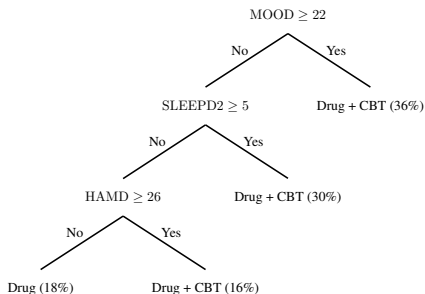 MOOD ≥ 22
No
Yes
SLEEPD2 ≥ 5
Drug + CBT (36%)
No
Yes
HAMD ≥ 26
Drug + CBT (30%)
No
Yes
Drug (18%)
Drug + CBT (16%)